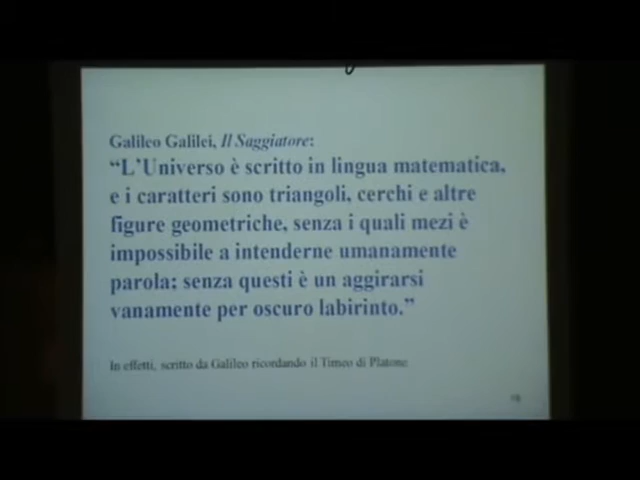 Galileo Galilei, Il Saggiatore:
“L’Universo è scritto in lingua matematica,
e i caratteri sono triangoli, cerchi e altre
figure geometriche, senza i quali mezi è
impossibile a intenderne umanamente
parola; senza questi è un aggirarsi
vanamente per oscuro labirinto.”
In effetti, scritto da Galileo ricordando il Timeo di Platone